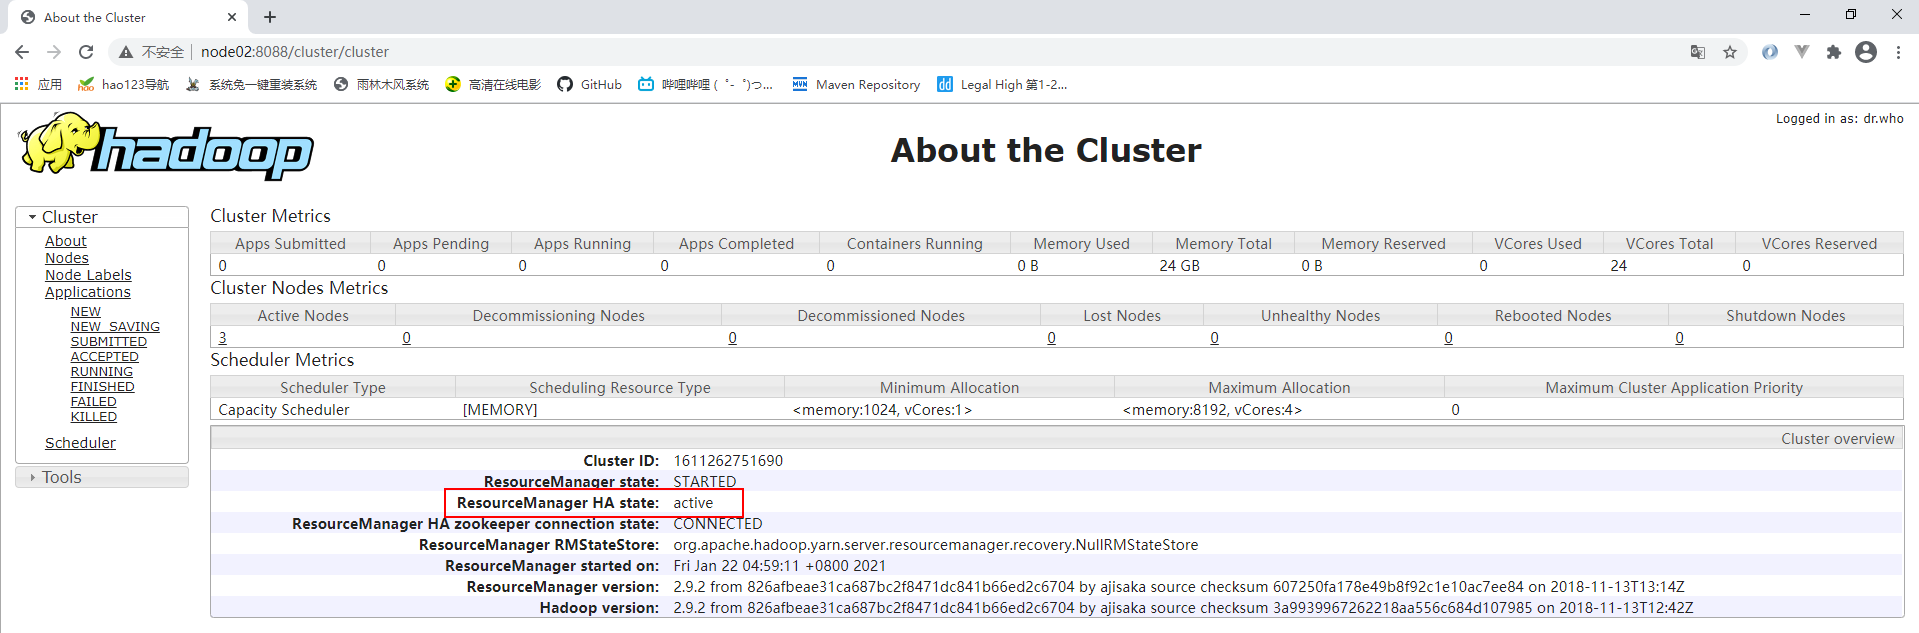 About the Cluster
不安全 node02:8088/cluster/cluster
应用 hao123导航 系统兔一键重装系统 雨林木风系统 高清在线电影 GitHub 哔哩哔哩 ( ゜- ゜)つ... Maven Repository Legal High 第1-2...
hadoop
Logged in as: dr.who
About the Cluster
Cluster
About
Nodes
Node Labels
Applications
NEW
NEW_SAVING
SUBMITTED
ACCEPTED
RUNNING
FINISHED
FAILED
KILLED
Scheduler
Tools
Cluster Metrics
Apps Submitted Apps Pending Apps Running Apps Completed Containers Running Memory Used Memory Total Memory Reserved VCores Used VCores Total VCores Reserved
0 0 0 0 0 0 B 24 GB 0 B 0 24 0
Cluster Nodes Metrics
Active Nodes Decommissioning Nodes Decommissioned Nodes Lost Nodes Unhealthy Nodes Rebooted Nodes Shutdown Nodes
3 0 0 0 0 0 0
Scheduler Metrics
Scheduler Type Scheduling Resource Type Minimum Allocation Maximum Allocation Maximum Cluster Application Priority
Capacity Scheduler [MEMORY] <memory:1024, vCores:1> <memory:8192, vCores:4> 0
Cluster overview
Cluster ID: 1611262751690
ResourceManager state: STARTED
ResourceManager HA state: active
ResourceManager HA zookeeper connection state: CONNECTED
ResourceManager RMStateStore: org.apache.hadoop.yarn.server.resourcemanager.recovery.NullRMStateStore
ResourceManager started on: Fri Jan 22 04:59:11 +0800 2021
ResourceManager version: 2.9.2 from 826afbeae31ca687bc2f8471dc841b66ed2c6704 by ajisaka source checksum 607250fa178e49b8f92c1e10ac7ee84 on 2018-11-13T13:14Z
Hadoop version: 2.9.2 from 826afbeae31ca687bc2f8471dc841b66ed2c6704 by ajisaka source checksum 3a9939967262218aa556c684d107985 on 2018-11-13T12:42Z